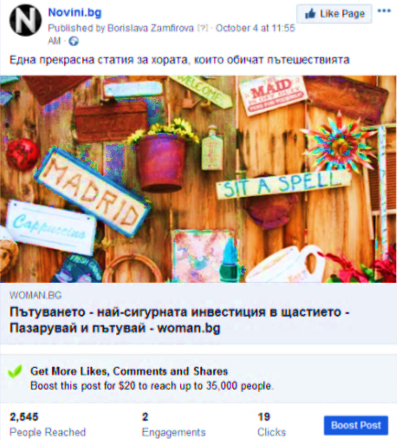 N Novini.bg
Like Page
Published by Borislava Zamfirova [?] · October 4 at 11:55
AM ·
Една прекрасна статия за хората, които обичат пътешествията
WELCOME
MAID
MADRID
SIT A SPELL
Cappuccino
WOMAN.BG
Пътуването - най-сигурната инвестиция в щастието -
Пазарувай и пътувай - woman.bg
Get More Likes, Comments and Shares
Boost this post for $20 to reach up to 35,000 people.
2,545 2 19
People Reached Engagements Clicks
Boost Post